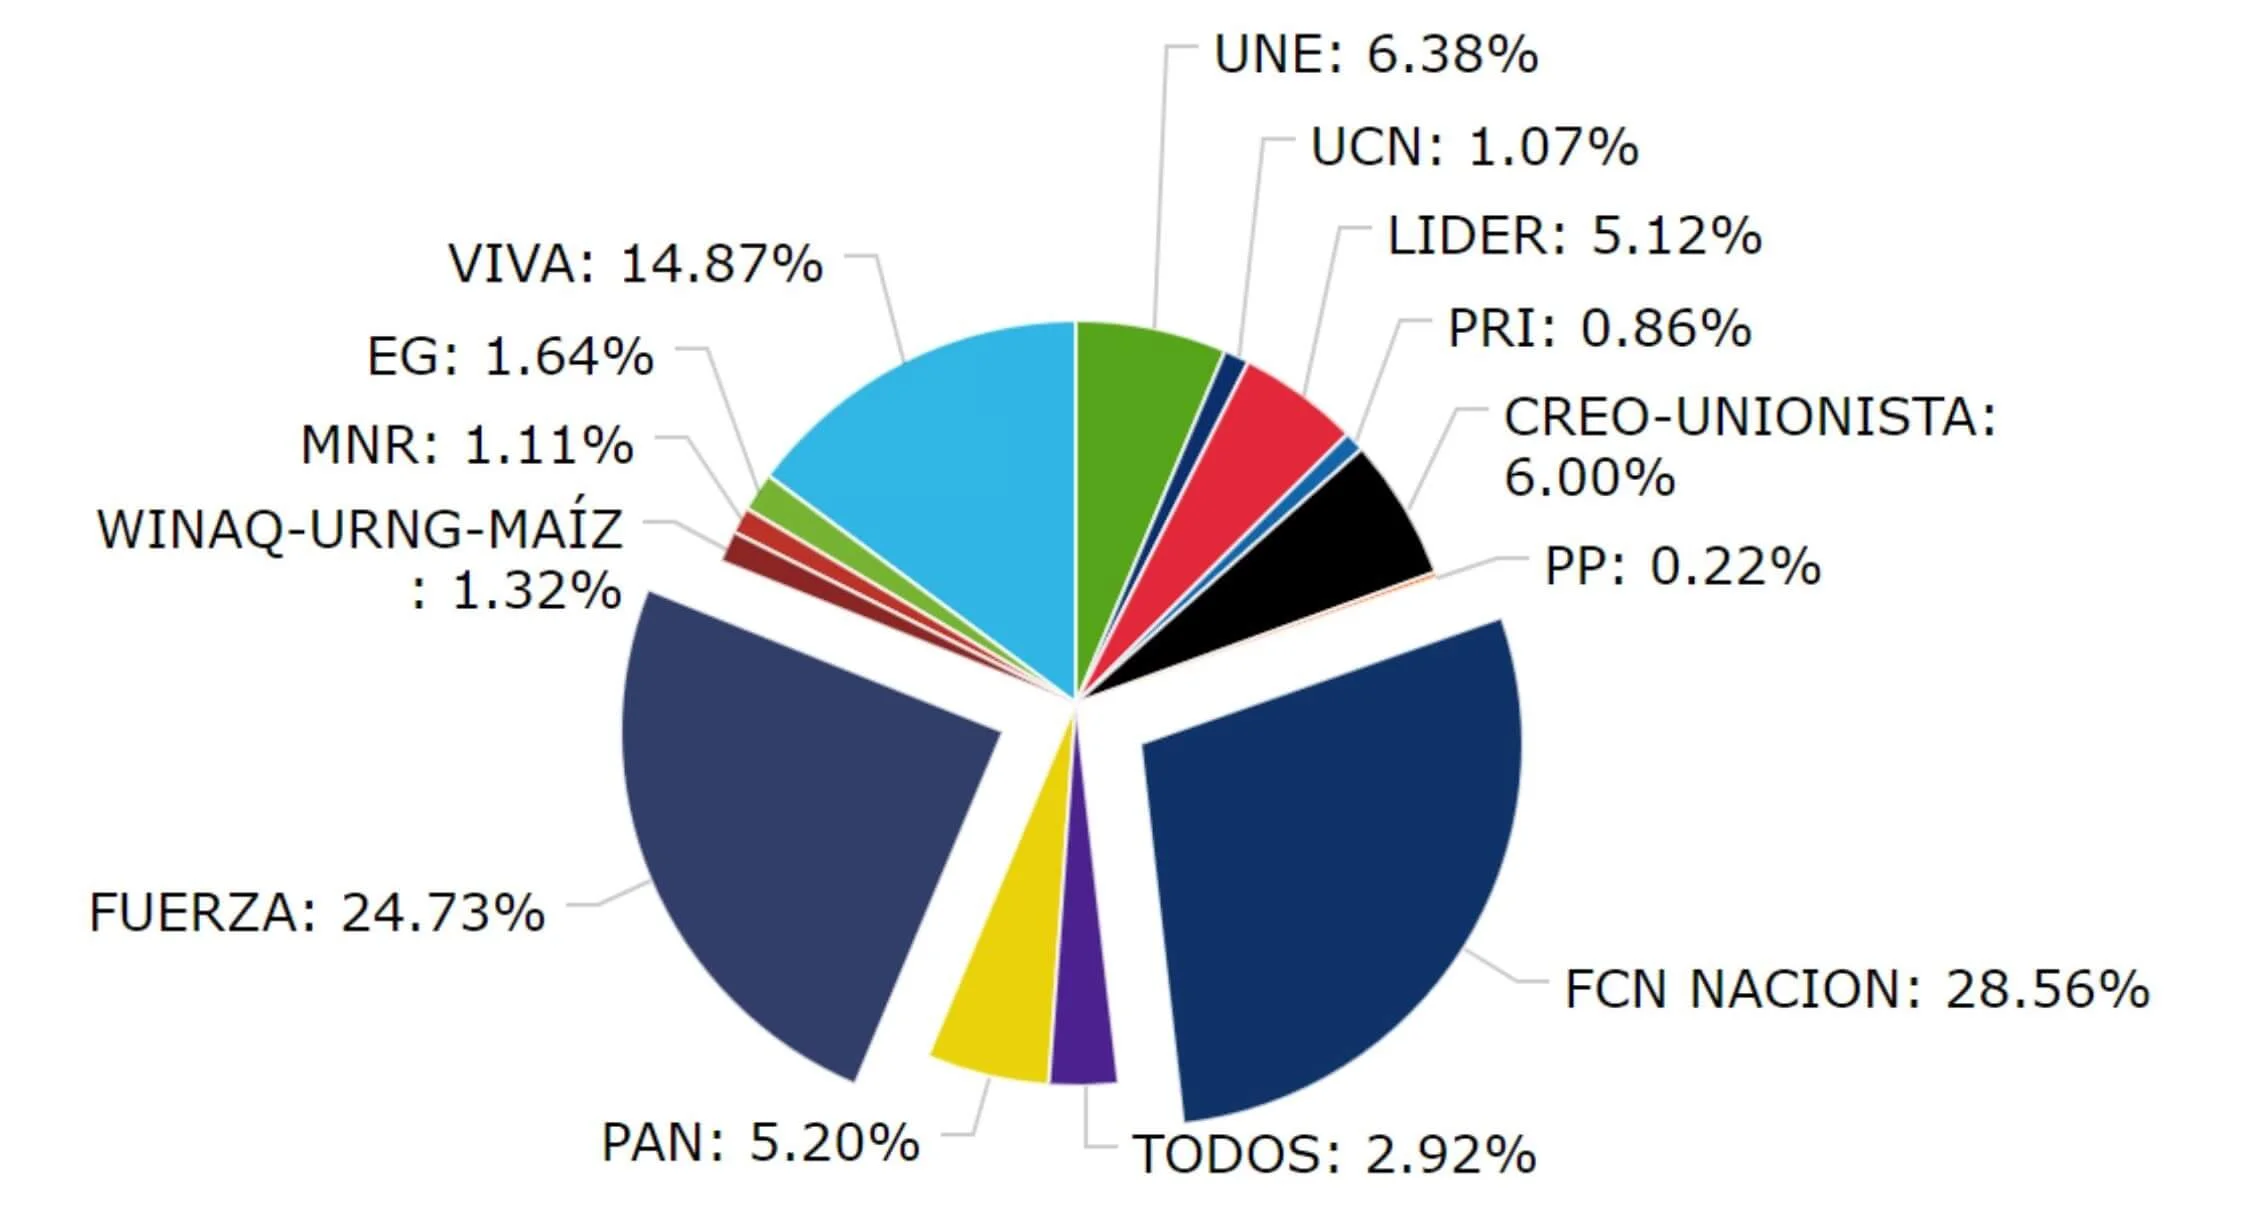 UNE: 6.38%
UCN: 1.07%
LIDER: 5.12%
VIVA: 14.87%
PRI: 0.86%
EG: 1.64%
CREO-UNIONISTA:
6.00%
MNR: 1.11%
WINAQ-URNG-MAÍZ
: 1.32%
PP: 0.22%
FUERZA: 24.73%
FCN NACION: 28.56%
PAN: 5.20%
TODOS: 2.92%